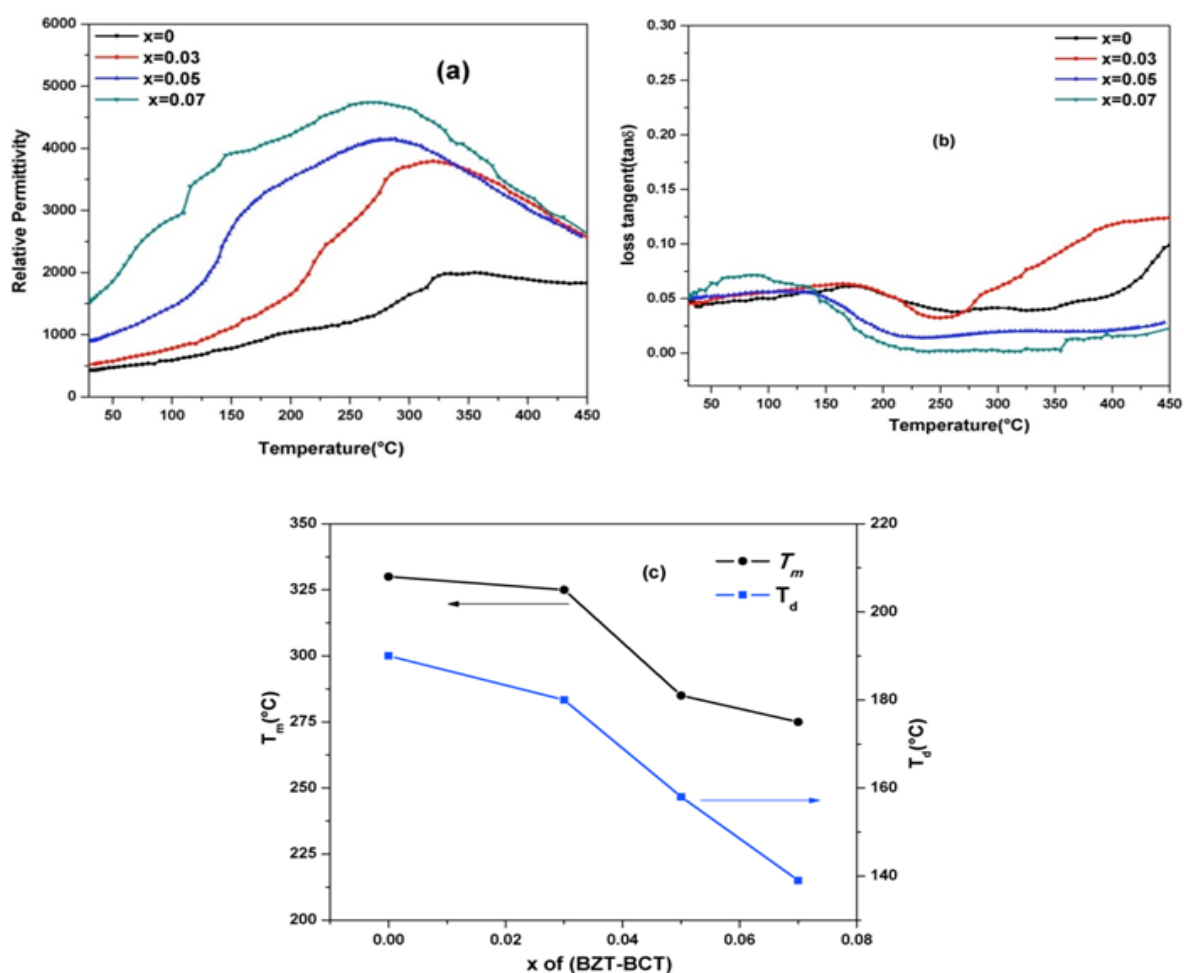 6000
5000
4000
3000
2000
1000
0
Relative Permittivity
x=0
x=0.03
x=0.05
x=0.07
(a)
50 100 150 200 250 300 350 400 450
Temperature(°C)
0.30
0.25
0.20
0.15
0.10
0.05
0.00
loss tangent(tanδ)
x=0
x=0.03
x=0.05
x=0.07
(b)
50 100 150 200 250 300 350 400 450
Temperature(°C)
350
325
300
275
250
225
200
Tm(°C)
(c)
Tm
Td
220
200
180
160
140
Td(°C)
0.00 0.02 0.04 0.06 0.08
x of (BZT-BCT)